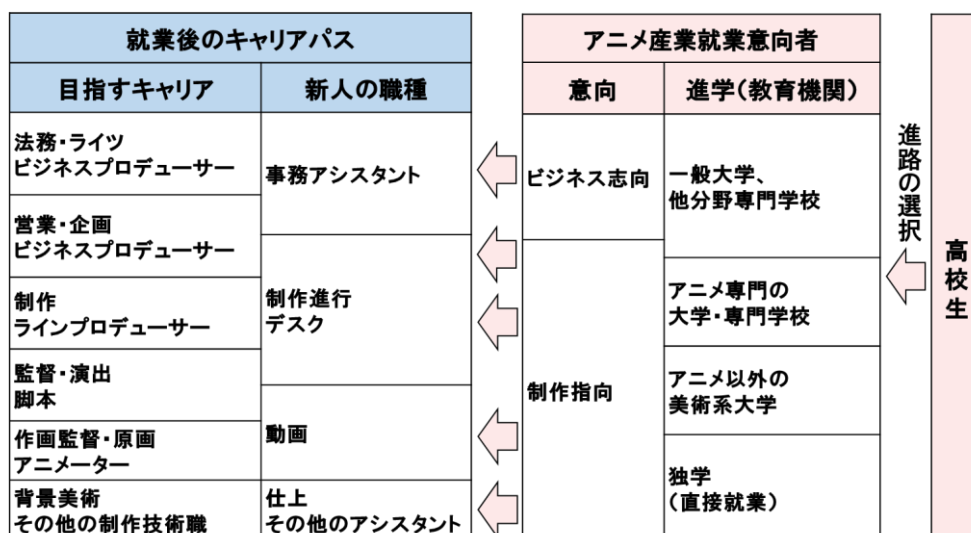 就業後のキャリアパス
目指すキャリア
新人の職種
法務・ライツ
ビジネスプロデューサー
営業・企画
ビジネスプロデューサー
制作
ラインプロデューサー
監督・演出
脚本
作画監督・原画
アニメーター
背景美術
その他の制作技術職
事務アシスタント
制作進行
デスク
動画
仕上
その他のアシスタント
アニメ産業就業意向者
意向
進学(教育機関)
ビジネス志向
制作指向
一般大学、
他分野専門学校
アニメ専門の
大学・専門学校
アニメ以外の
美術系大学
独学
(直接就業)
進路の選択
高校生